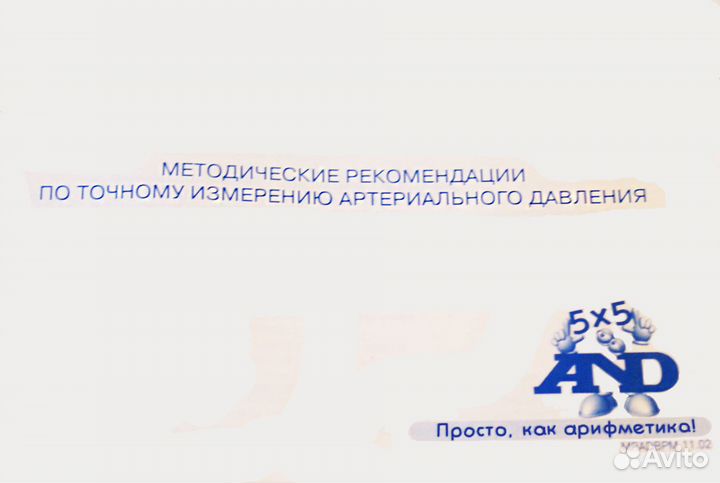 МЕТОДИЧЕСКИЕ РЕКОМЕНДАЦИИ
ПО ТОЧНОМУ ИЗМЕРЕНИЮ АРТЕРИАЛЬНОГО ДАВЛЕНИЯ
5x5
AND
Просто, как арифметика!
Avito